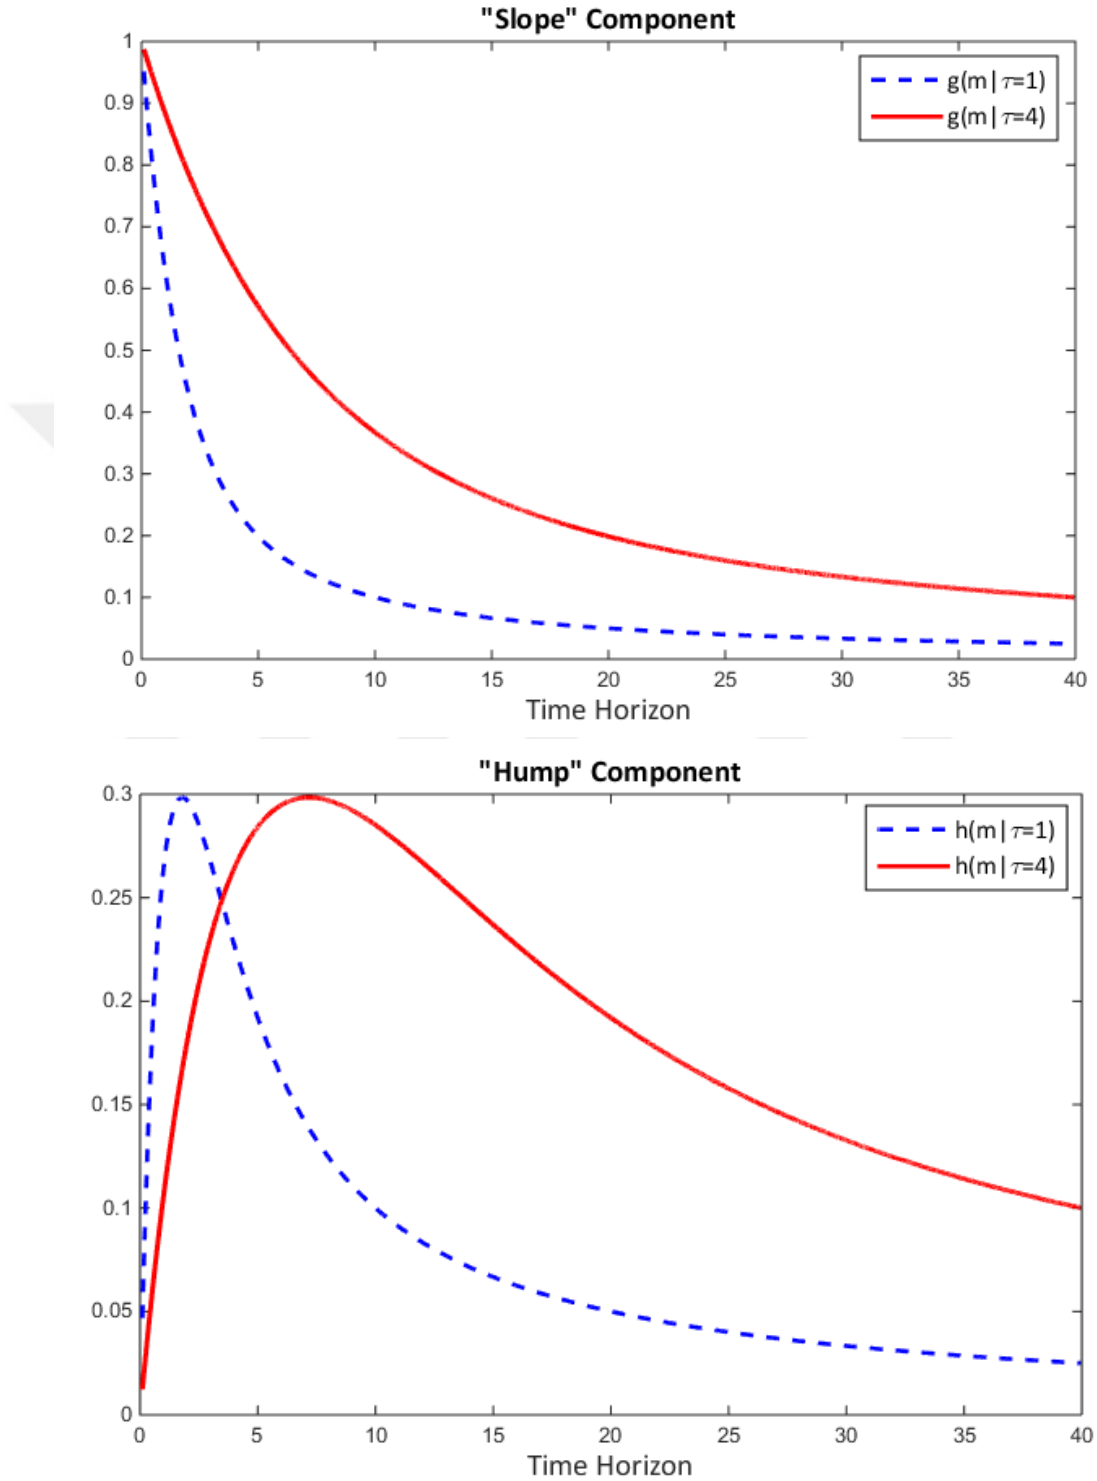 "Slope" Component
g(m|τ=1)
g(m|τ=4)
1
0.9
0.8
0.7
0.6
0.5
0.4
0.3
0.2
0.1
0
0 5 10 15 20 25 30 35 40
Time Horizon
"Hump" Component
h(m|τ=1)
h(m|τ=4)
0.3
0.25
0.2
0.15
0.1
0.05
0
0 5 10 15 20 25 30 35 40
Time Horizon